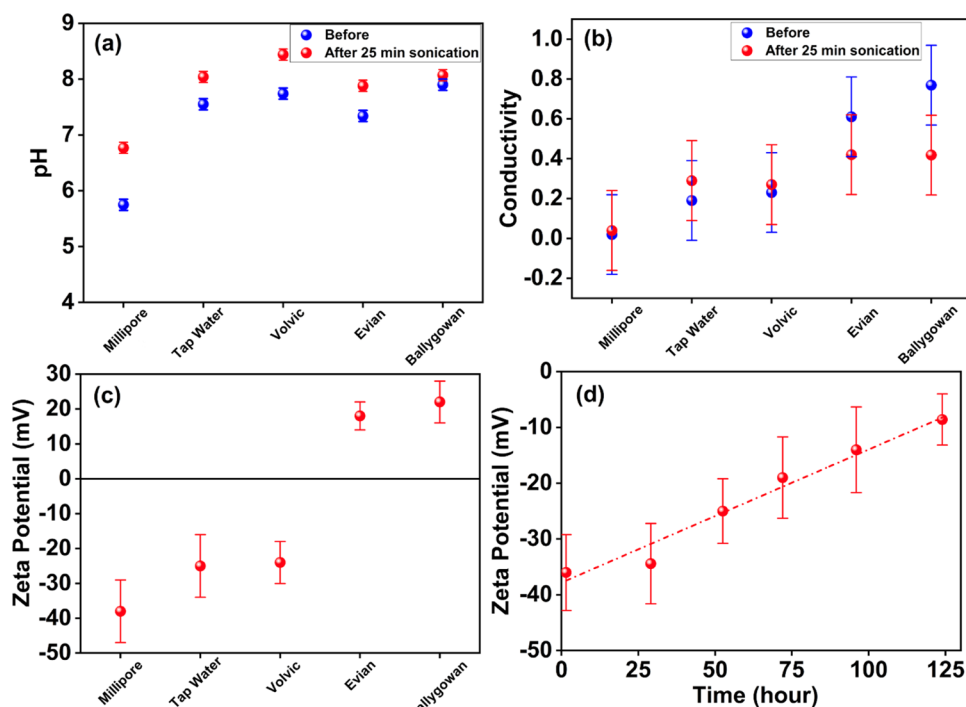 (a)
Before
After 25 min sonication
pH
9
8
7
6
5
4
Millipore
Tap Water
Volvic
Evian
Ballygowan
(b)
Before
After 25 min sonication
Conductivity
1.0
0.8
0.6
0.4
0.2
0.0
-0.2
Millipore
Tap Water
Volvic
Evian
Ballygowan
(c)
Zeta Potential (mV)
30
20
10
0
-10
-20
-30
-40
-50
Millipore
Tap Water
Volvic
Evian
allygowan
(d)
Zeta Potential (mV)
0
-10
-20
-30
-40
-50
0
25
50
75
100
125
Time (hour)